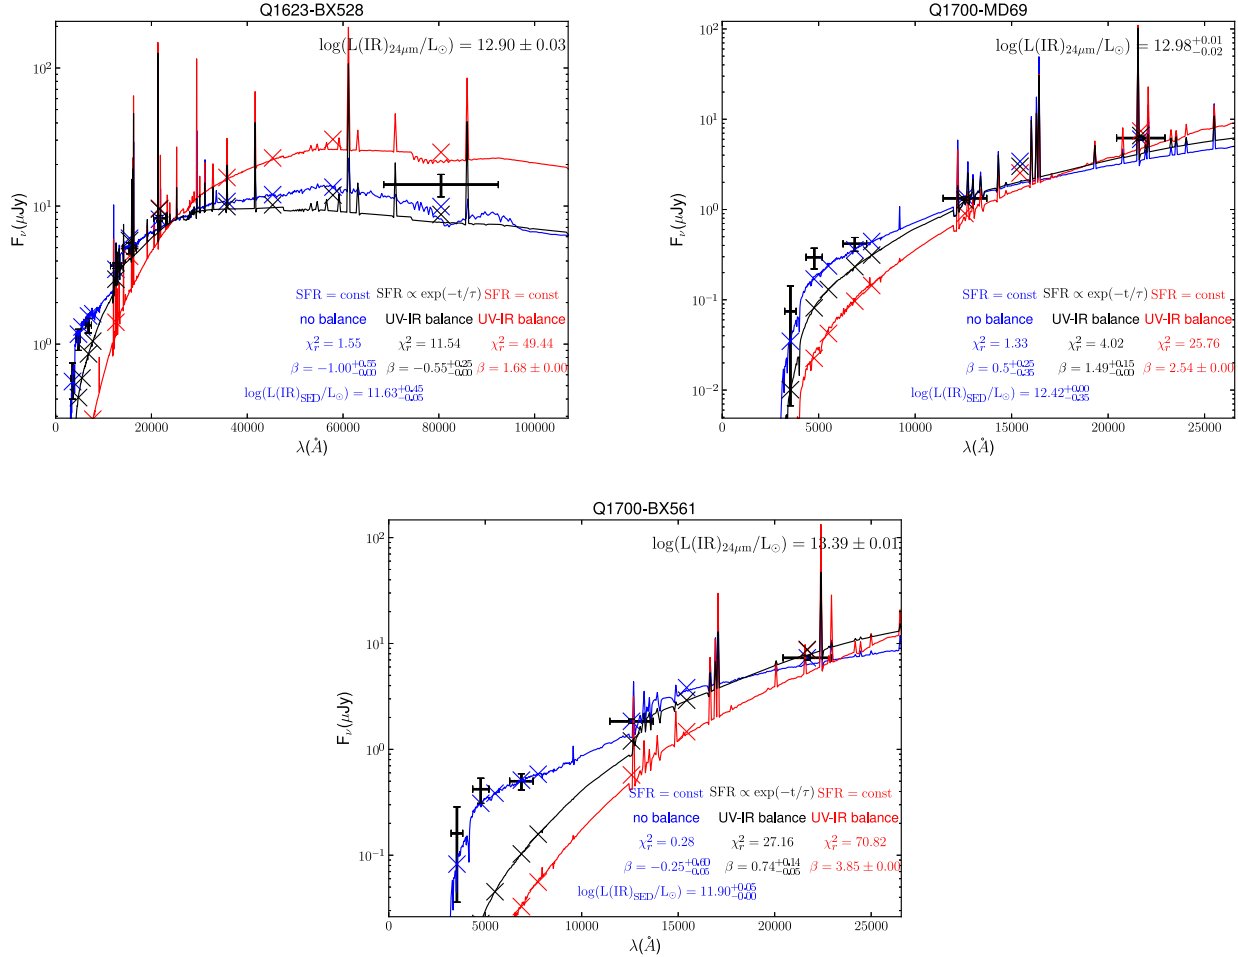 Q1623-BX528
log(L(IR)24μm/L⊙) = 12.90 ± 0.03
10²
10¹
10⁰
Fν(μJy)
SFR = const SFR ∝ exp(−t/τ) SFR = const
no balance UV-IR balance UV-IR balance
χ²r = 1.55 χ²r = 11.54 χ²r = 49.44
β = −1.00+0.55−0.00 β = −0.55+0.25−0.00 β = 1.68 ± 0.00
log(L(IR)SED/L⊙) = 11.63+0.45−0.05
0 20000 40000 60000 80000 100000
λ(Å)
Q1700-MD69
log(L(IR)24μm/L⊙) = 12.98+0.01−0.02
10²
10¹
10⁰
10⁻¹
10⁻²
Fν(μJy)
SFR = const SFR ∝ exp(−t/τ) SFR = const
no balance UV-IR balance UV-IR balance
χ²r = 1.33 χ²r = 4.02 χ²r = 25.76
β = 0.5+0.25−0.35 β = 1.49+0.15−0.00 β = 2.54 ± 0.00
log(L(IR)SED/L⊙) = 12.42+0.00−0.35
0 5000 10000 15000 20000 25000
λ(Å)
Q1700-BX561
log(L(IR)24μm/L⊙) = 13.39 ± 0.01
10²
10¹
10⁰
10⁻¹
Fν(μJy)
SFR = const SFR ∝ exp(−t/τ) SFR = const
no balance UV-IR balance UV-IR balance
χ²r = 0.28 χ²r = 27.16 χ²r = 70.82
β = −0.25+0.60−0.05 β = 0.74+0.14−0.05 β = 3.85 ± 0.00
log(L(IR)SED/L⊙) = 11.90+0.05−0.00
0 5000 10000 15000 20000 25000
λ(Å)